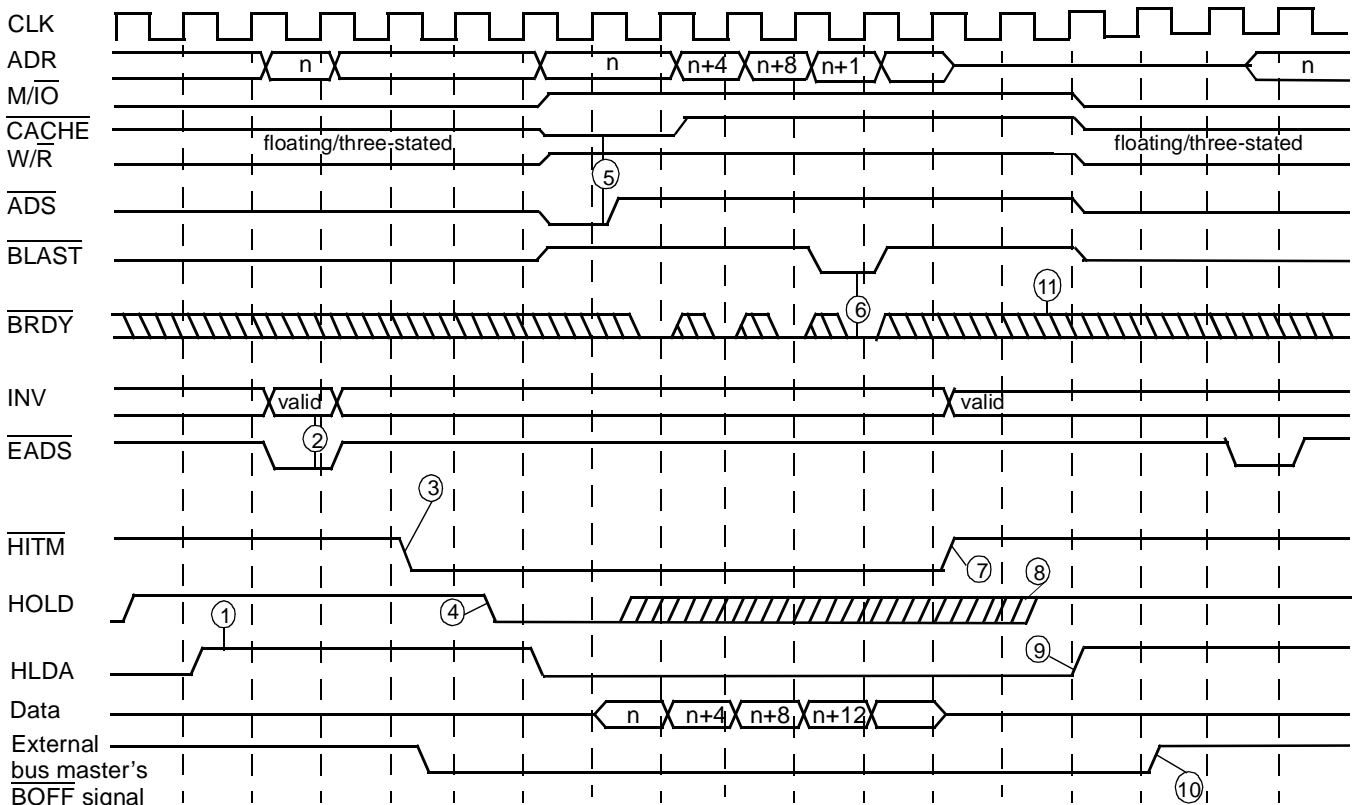 CLK
ADR n n n+4 n+8 n+1 n
M/IO
CACHE
floating/three-stated floating/three-stated
W/R
5
ADS
BLAST
11
6
BRDY
INV valid valid
2
EADS
3
HITM
7
8
HOLD 4
1
9
HLDA
Data n n+4 n+8 n+12
External
bus master's
BOFF signal
10